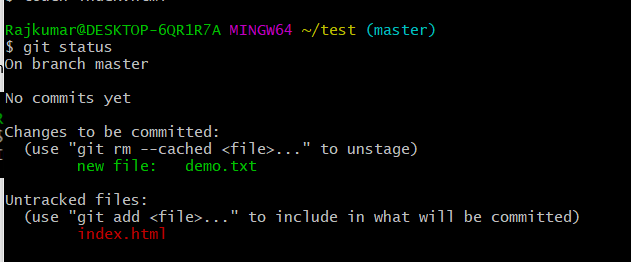 Rajkumar@DESKTOP-6QR1R7A MINGW64 ~/test (master)
$ git status
On branch master
No commits yet
Changes to be committed:
(use "git rm --cached <file>..." to unstage)
new file: demo.txt
Untracked files:
(use "git add <file>..." to include in what will be committed)
index.html